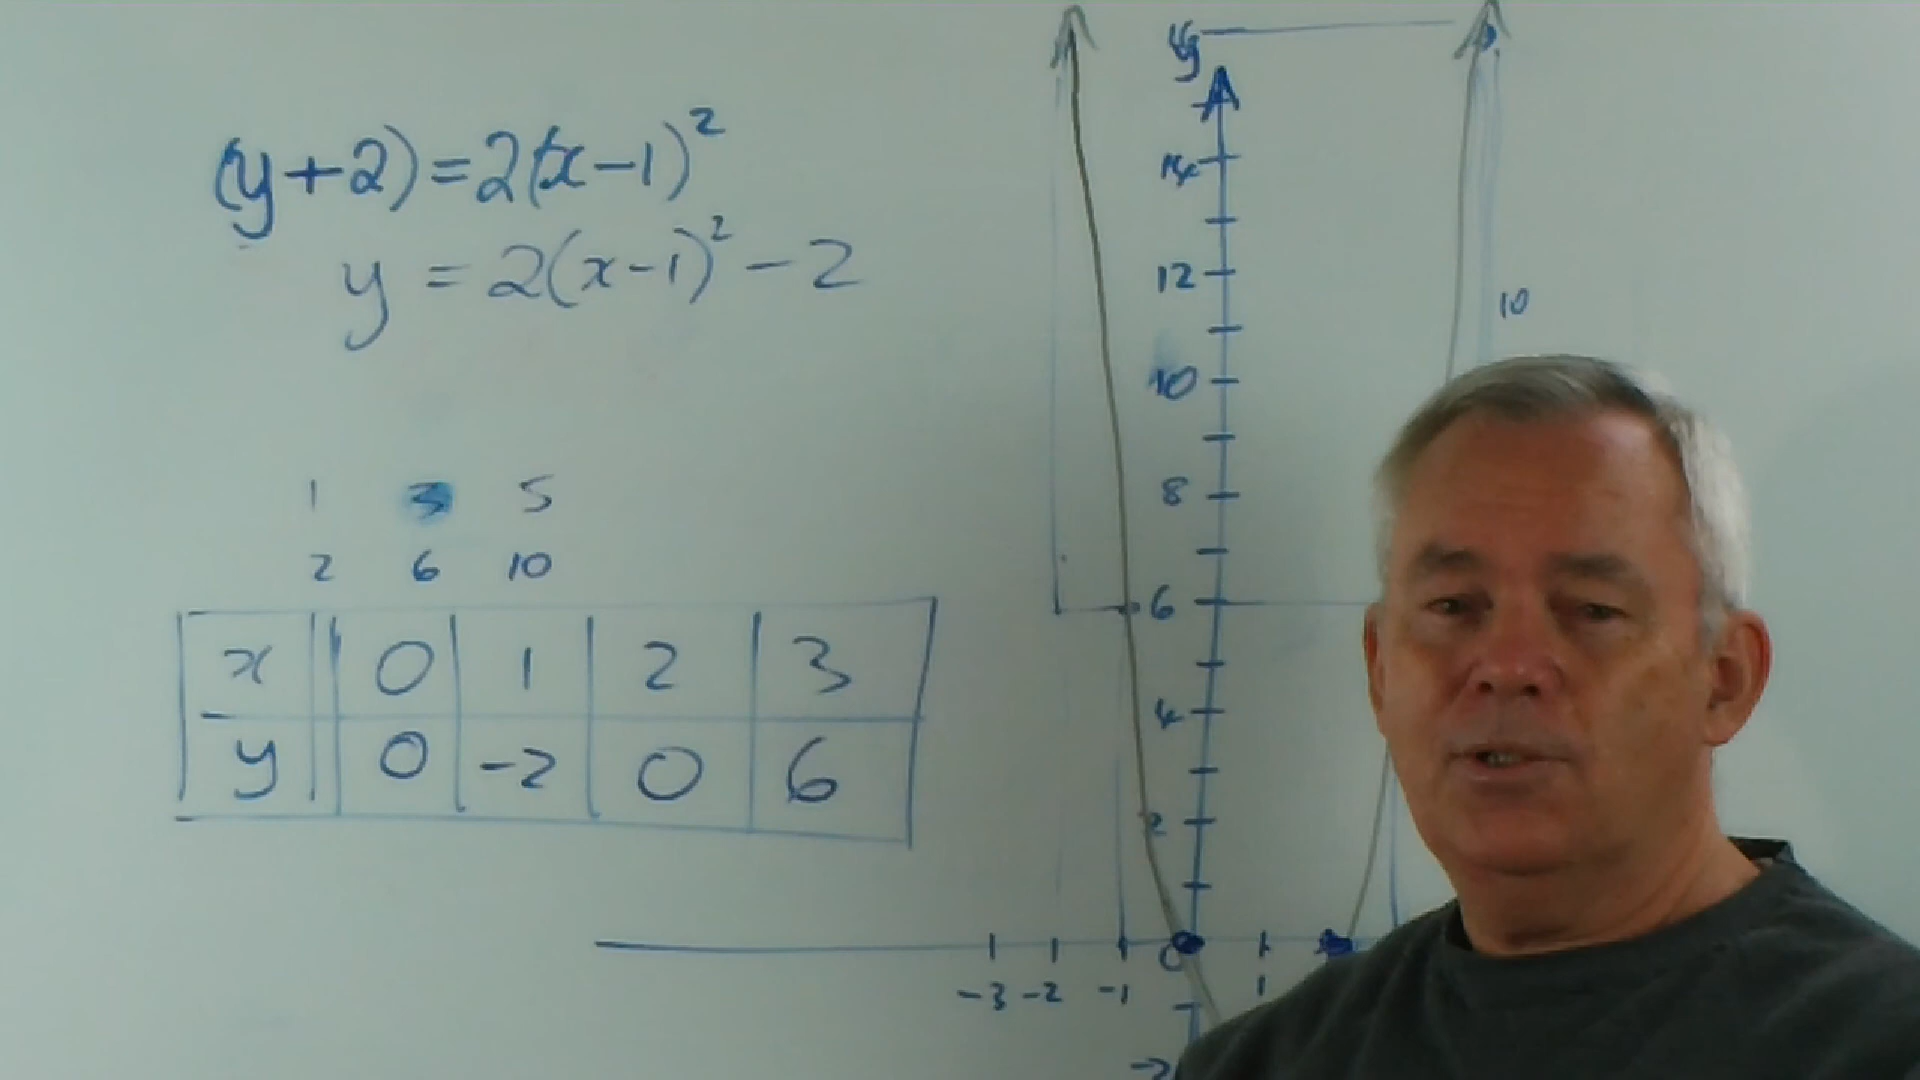 (y+2)=2(x-1)²
y = 2(x-1)²-2
1 3 5
2 6 10
x 0 1 2 3
y 0 -2 0 6
y
14
12
10
10
8
6
4
2
-3 -2 -1 0 1
-2